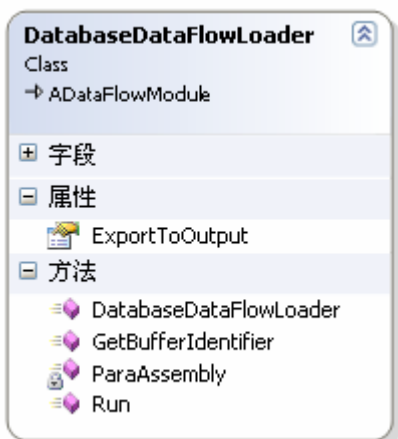 DatabaseDataFlowLoader
Class
ADataFlowModule
字段
属性
ExportToOutput
方法
DatabaseDataFlowLoader
GetBufferIdentifier
ParaAssembly
Run